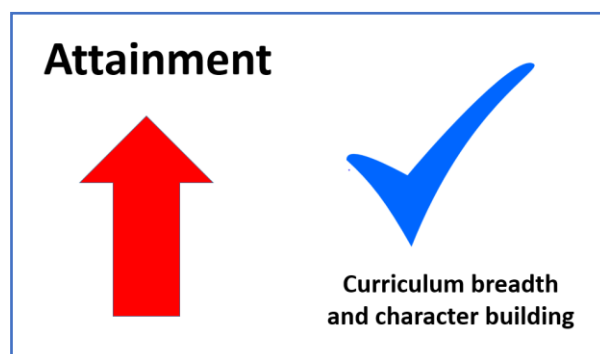 Attainment
Curriculum breadth
and character building